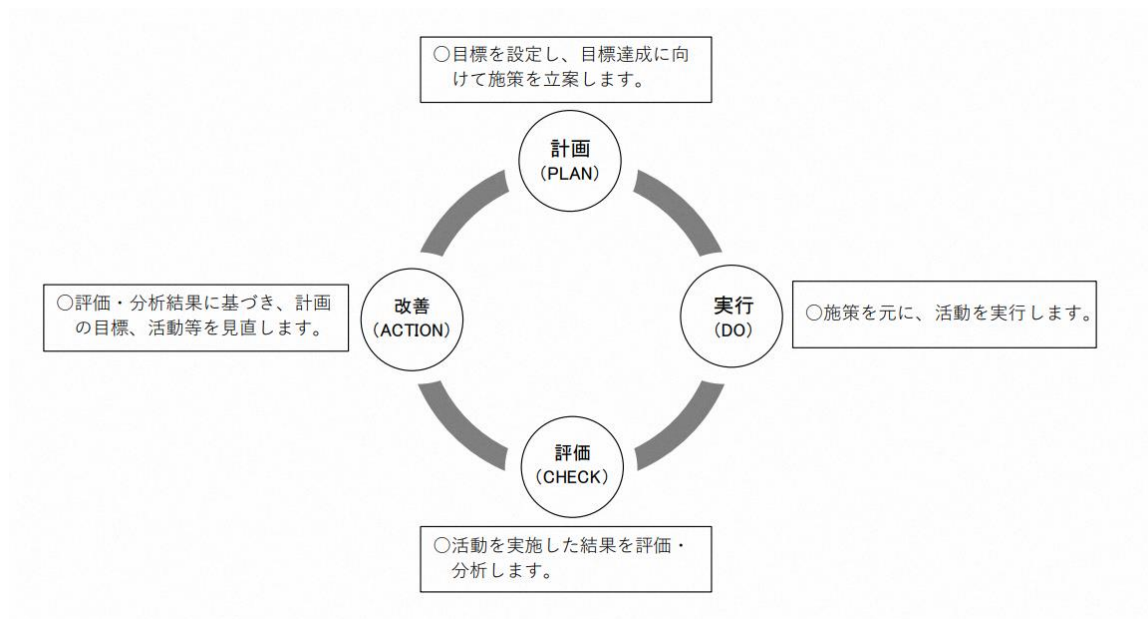 ○目標を設定し、目標達成に向
けて施策を立案します。
計画
(PLAN)
○評価・分析結果に基づき、計画
の目標、活動等を見直します。
改善
(ACTION)
実行
(DO)
○施策を元に、活動を実行します。
評価
(CHECK)
○活動を実施した結果を評価・
分析します。